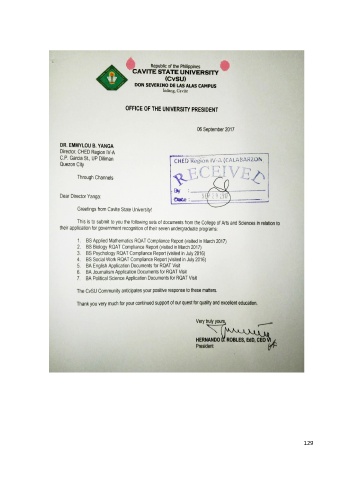 Republic of the Philippines
CAVITE STATE UNIVERSITY
(CvSU)
DON SEVERINO DE LAS ALAS CAMPUS
Indang, Cavite
OFFICE OF THE UNIVERSITY PRESIDENT
06 September 2017
DR. EMMYLOU B. YANGA
Director, CHED Region IV-A
C.P. Garcia St., UP Diliman
Quezon City
Through Channels
CHED Region IV-A (CALABARZON
RECEIVED
Dear Director Yanga:
Greetings from Cavite State University!
This is to submit to you the following sets of documents from the College of Arts and Sciences in relation to
their application for government recognition of their seven undergraduate programs:
1. BS Applied Mathematics RQAT Compliance Report (visited in March 2017)
2. BS Biology RQAT Compliance Report (visited in March 2017)
3. BS Psychology RQAT Compliance Report (visited in July 2016)
4. BS Social Work RQAT Compliance Report (visited in July 2016)
5. BA English Application Documents for RQAT Visit
6. BA Journalism Application Documents for RQAT Visit
7. BA Political Science Application Documents for RQAT Visit
The CvSU Community anticipates your positive response to these matters.
Thank you very much for your continued support of our quest for quality and excellent education.
Very truly yours,
HERNANDO D. ROBLES, EdD, CEO VI
President
129